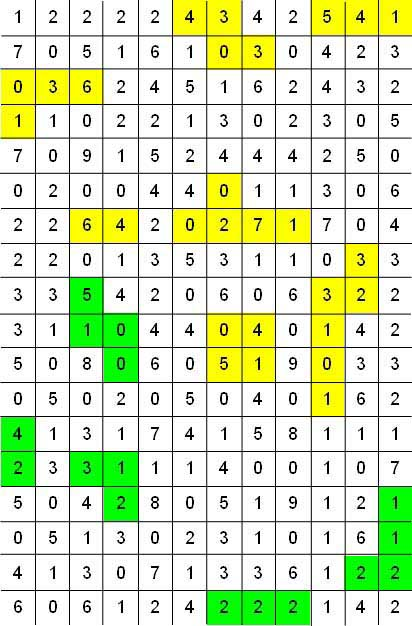 1 2 2 2 2 4 3 4 2 5 4 1
7 0 5 1 6 1 0 3 0 4 2 3
0 3 6 2 4 5 1 6 2 4 3 2
1 1 0 2 2 1 3 0 2 3 0 5
7 0 9 1 5 2 4 4 4 2 5 0
0 2 0 0 4 4 0 1 1 3 0 6
2 2 6 4 2 0 2 7 1 7 0 4
2 2 0 1 3 5 3 1 1 0 3 3
3 3 5 4 2 0 6 0 6 3 2 2
3 1 1 0 4 4 0 4 0 1 4 2
5 0 8 0 6 0 5 1 9 0 3 3
0 5 0 2 0 5 0 4 0 1 6 2
4 1 3 1 7 4 1 5 8 1 1 1
2 3 3 1 1 1 4 0 0 1 0 7
5 0 4 2 8 0 5 1 9 1 2 1
0 5 1 3 0 2 3 1 0 1 6 1
4 1 3 0 7 1 3 3 6 1 2 2
6 0 6 1 2 4 2 2 2 1 4 2